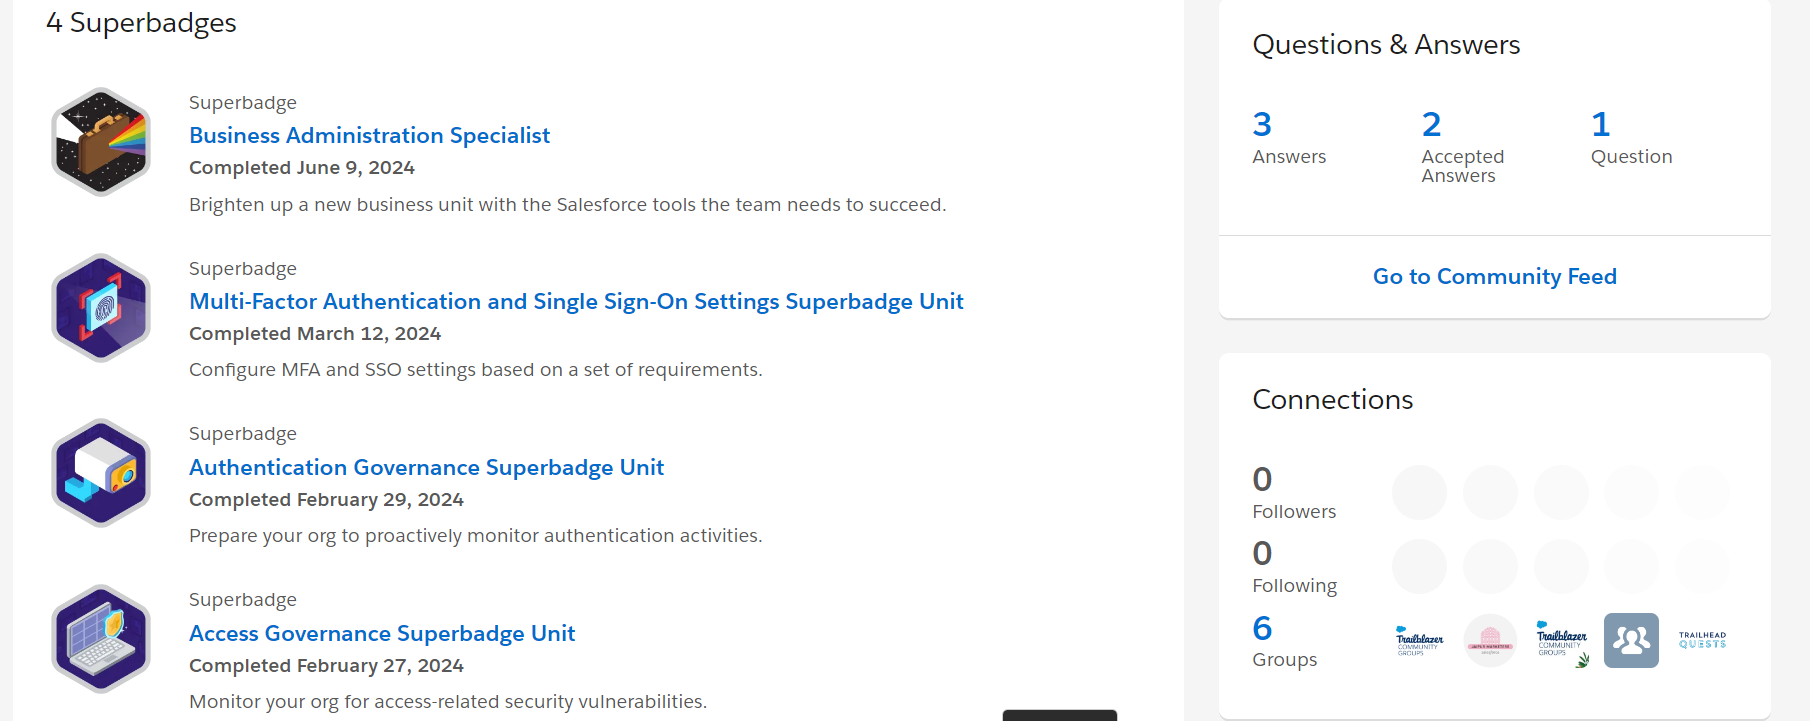 4 Superbadges
Superbadge
Business Administration Specialist
Completed June 9, 2024
Brighten up a new business unit with the Salesforce tools the team needs to succeed.
Superbadge
Multi-Factor Authentication and Single Sign-On Settings Superbadge Unit
Completed March 12, 2024
Configure MFA and SSO settings based on a set of requirements.
Superbadge
Authentication Governance Superbadge Unit
Completed February 29, 2024
Prepare your org to proactively monitor authentication activities.
Superbadge
Access Governance Superbadge Unit
Completed February 27, 2024
Monitor your org for access-related security vulnerabilities.
Questions & Answers
3 2 1
Answers Accepted Question
Answers
Go to Community Feed
Connections
0
Followers
0
Following
6
Groups
Trailblazer
COMMUNITY
GROUPS
Trailblazer
COMMUNITY
GROUPS
TRAILHEAD
QUESTS